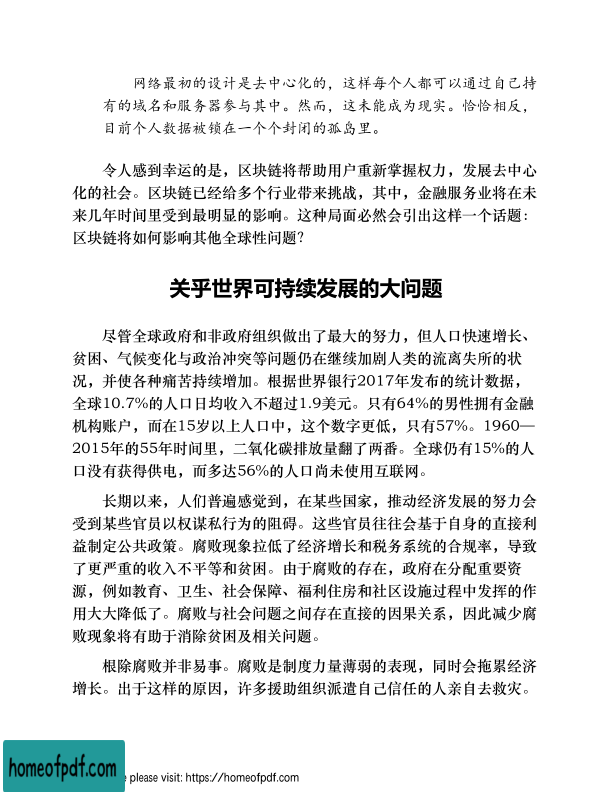 网络最初的设计是去中心化的，这样每个人都可以通过自己持
有的域名和服务器参与其中。然而，这未能成为现实。恰恰相反，
目前个人数据被锁在一个个封闭的孤岛里。
令人感到幸运的是，区块链将帮助用户重新掌握权力，发展去中心
化的社会。区块链已经给多个行业带来挑战，其中，金融服务业将在未
来几年时间里受到最明显的影响。这种局面必然会引出这样一个话题：
区块链将如何影响其他全球性问题？
关乎世界可持续发展的大问题
尽管全球政府和非政府组织做出了最大的努力，但人口快速增长、
贫困、气候变化与政治冲突等问题仍在继续加剧人类的流离失所的状
况，并使各种痛苦持续增加。根据世界银行2017年发布的统计数据，
全球10.7%的人口日均收入不超过1.9美元。只有64%的男性拥有金融
机构账户，而在15岁以上人口中，这个数字更低，只有57%。1960—
2015年的55年时间里，二氧化碳排放量翻了两番。全球仍有15%的人
口没有获得供电，而多达56%的人口尚未使用互联网。
长期以来，人们普遍感觉到，在某些国家，推动经济发展的努力会
受到某些官员以权谋私行为的阻碍。这些官员往往会基于自身的直接利
益制定公共政策。腐败现象拉低了经济增长和税务系统的合规率，导致
了更严重的收入不平等和贫困。由于腐败的存在，政府在分配重要资
源，例如教育、卫生、社会保障、福利住房和社区设施过程中发挥的作
用大大降低了。腐败与社会问题之间存在直接的因果关系，因此减少腐
败现象将有助于消除贫困及相关问题。
根除腐败并非易事。腐败是制度力量薄弱的表现，同时会拖累经济
增长。出于这样的原因，许多援助组织派遣自己信任的人亲自去救灾。
homeofpdf.com
e please visit: https://homeofpdf.com